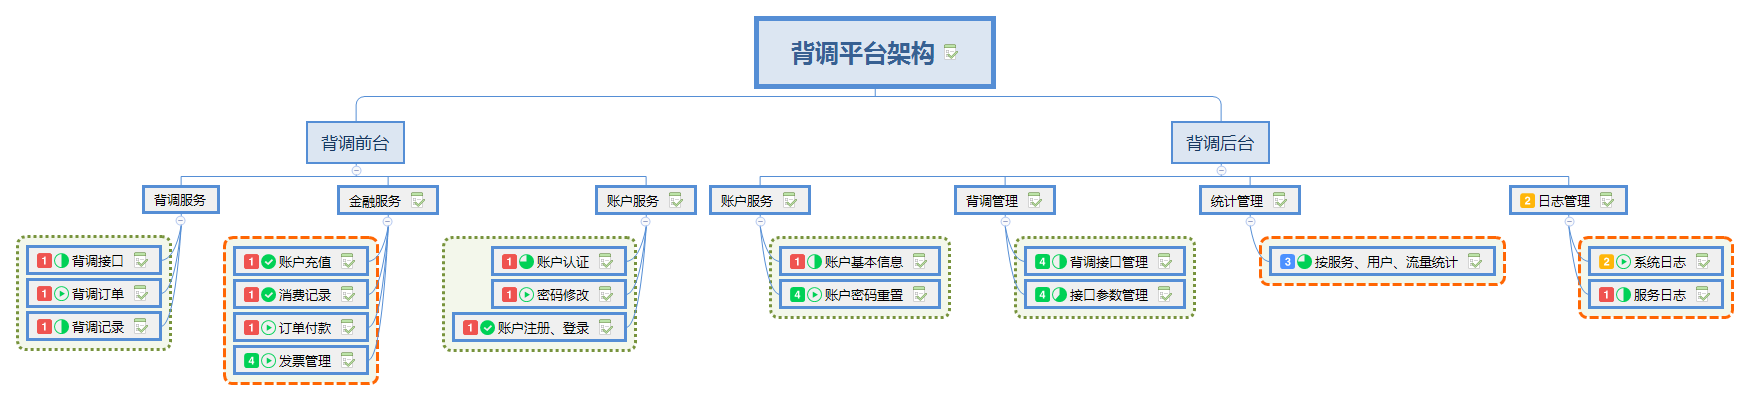 背调平台架构
背调前台
背调后台
背调服务
金融服务
账户服务
账户服务
背调管理
统计管理
2 日志管理
1 背调接口
1 背调订单
1 背调记录
1 账户充值
1 消费记录
1 订单付款
4 发票管理
1 账户认证
1 密码修改
1 账户注册、登录
1 账户基本信息
4 账户密码重置
4 背调接口管理
4 接口参数管理
3 按服务、用户、流量统计
2 系统日志
1 服务日志